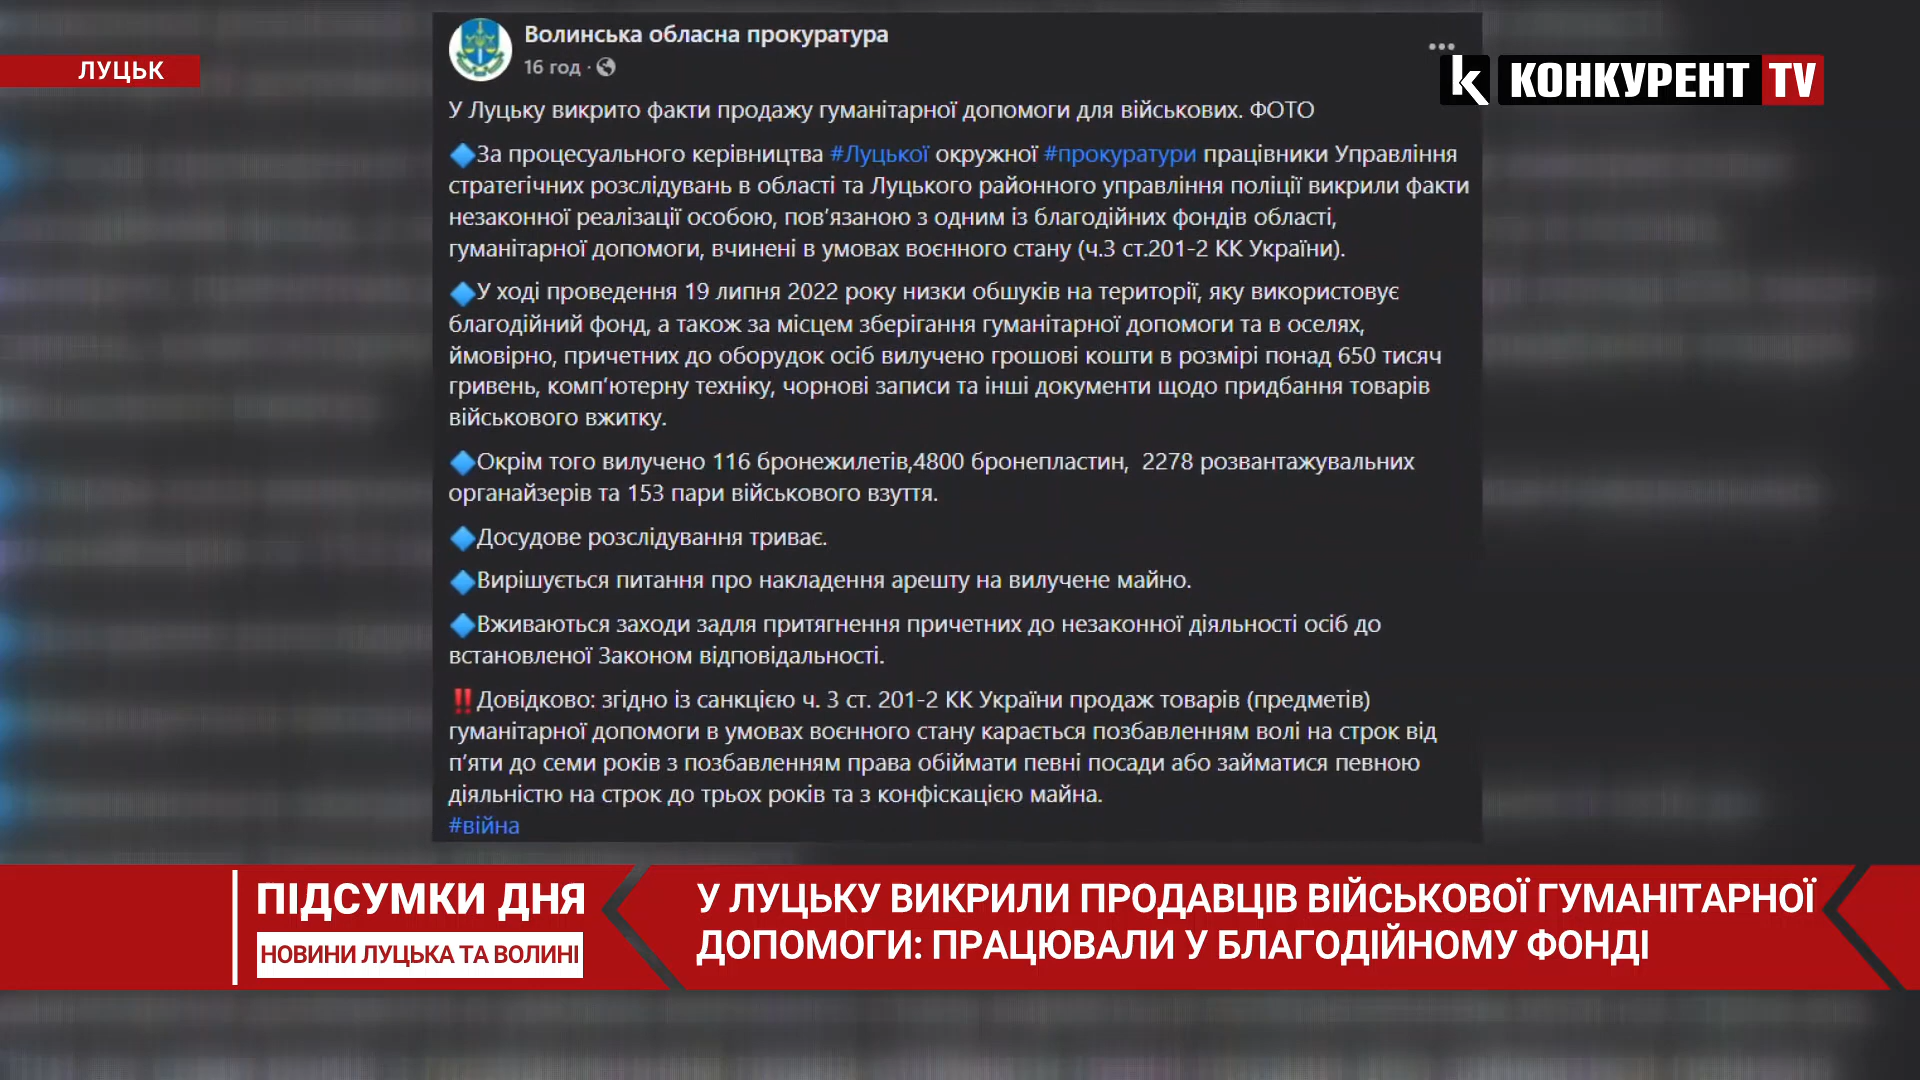 Волинська обласна прокуратура
16 год ·
ЛУЦЬК
КОНКУРЕНТ TV
У Луцьку викрито факти продажу гуманітарної допомоги для військових. ФОТО
🔷За процесуального керівництва #Луцької окружної #прокуратури працівники Управління
стратегічних розслідувань в області та Луцького районного управління поліції викрили факти
незаконної реалізації особою, пов’язаною з одним із благодійних фондів області,
гуманітарної допомоги, вчинені в умовах воєнного стану (ч.3 ст.201-2 КК України).
🔷У ході проведення 19 липня 2022 року низки обшуків на території, яку використовує
благодійний фонд, а також за місцем зберігання гуманітарної допомоги та в оселях,
ймовірно, причетних до оборудок осіб вилучено грошові кошти в розмірі понад 650 тисяч
гривень, комп’ютерну техніку, чорнові записи та інші документи щодо придбання товарів
військового вжитку.
🔷Окрім того вилучено 116 бронежилетів,4800 бронепластин,  2278 розвантажувальних
органайзерів та 153 пари військового взуття.
🔷Досудове розслідування триває.
🔷Вирішується питання про накладення арешту на вилучене майно.
🔷Вживаються заходи задля притягнення причетних до незаконної діяльності осіб до
встановленої Законом відповідальності.
‼Довідково: згідно із санкцією ч. 3 ст. 201-2 КК України продаж товарів (предметів)
гуманітарної допомоги в умовах воєнного стану карається позбавленням волі на строк від
п’яти до семи років з позбавленням права обіймати певні посади або займатися певною
діяльністю на строк до трьох років та з конфіскацією майна.
#війна
ПІДСУМКИ ДНЯ
НОВИНИ ЛУЦЬКА ТА ВОЛИНІ
У ЛУЦЬКУ ВИКРИЛИ ПРОДАВЦІВ ВІЙСЬКОВОЇ ГУМАНІТАРНОЇ
ДОПОМОГИ: ПРАЦЮВАЛИ У БЛАГОДІЙНОМУ ФОНДІ